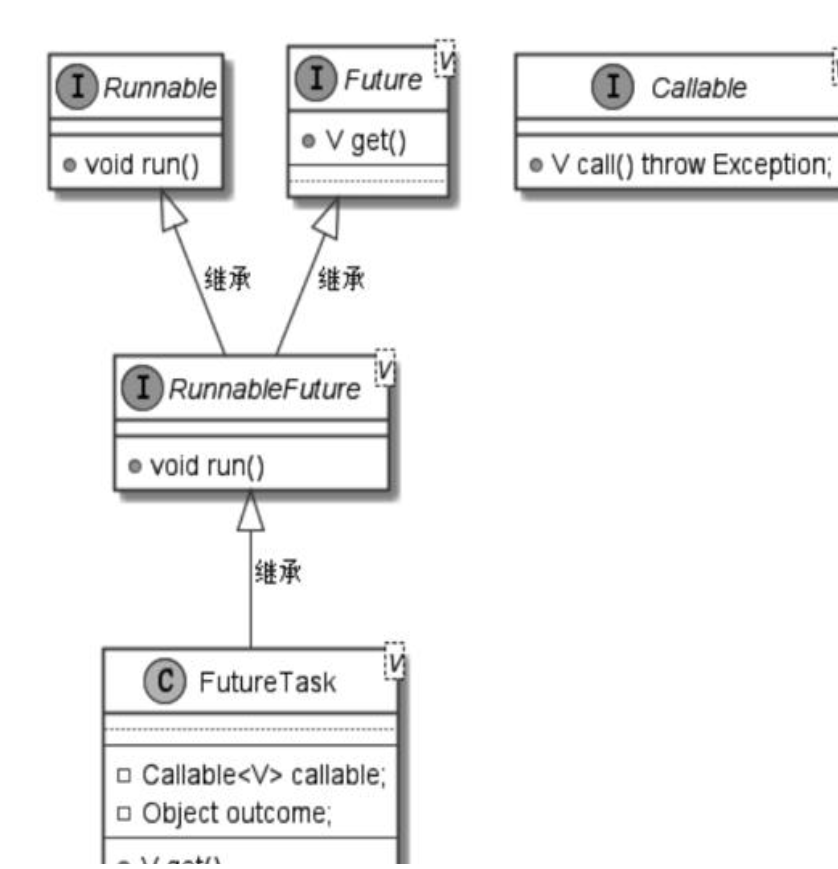 I Runnable
void run()
I Future V
V get()
I Callable
V call() throw Exception;
继承
继承
I RunnableFuture V
void run()
继承
C FutureTask V
Callable<V> callable;
Object outcome;
V get()